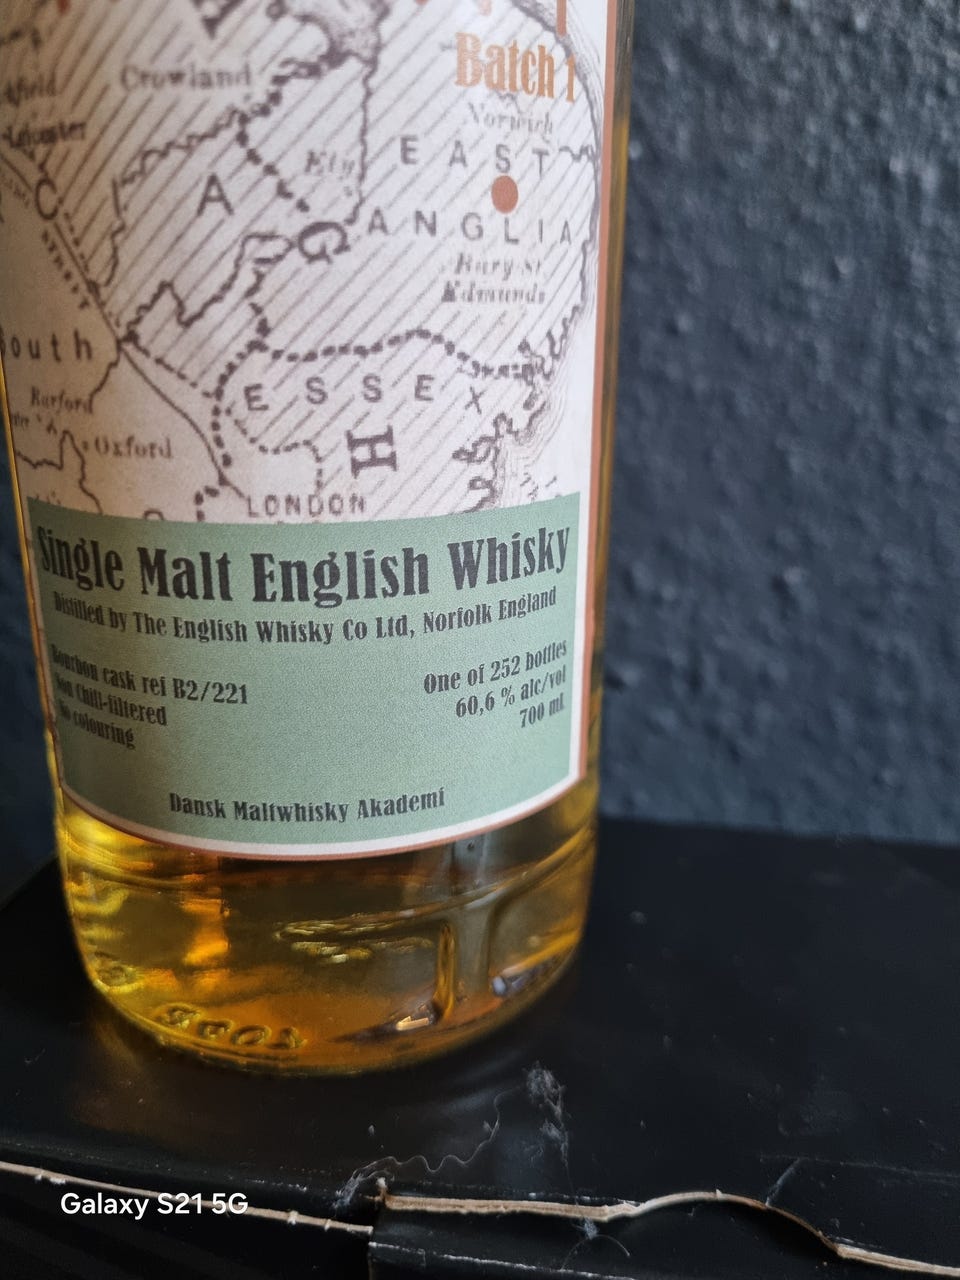 Batch 1
Crowland
Norwich
EAST
Ely
A
ANGLIA
G
C
STREET
Bury St
Edmunds
South
ESSEX
Oxford
H
LONDON
Single Malt English Whisky
Distilled by The English Whisky Co Ltd, Norfolk England
Bourbon cask ref B2/221
Non Chill-filtered
No colouring
One of 252 bottles
60,6 % alc/vol
700 ml
Dansk Maltwhisky Akademi
Galaxy S21 5G